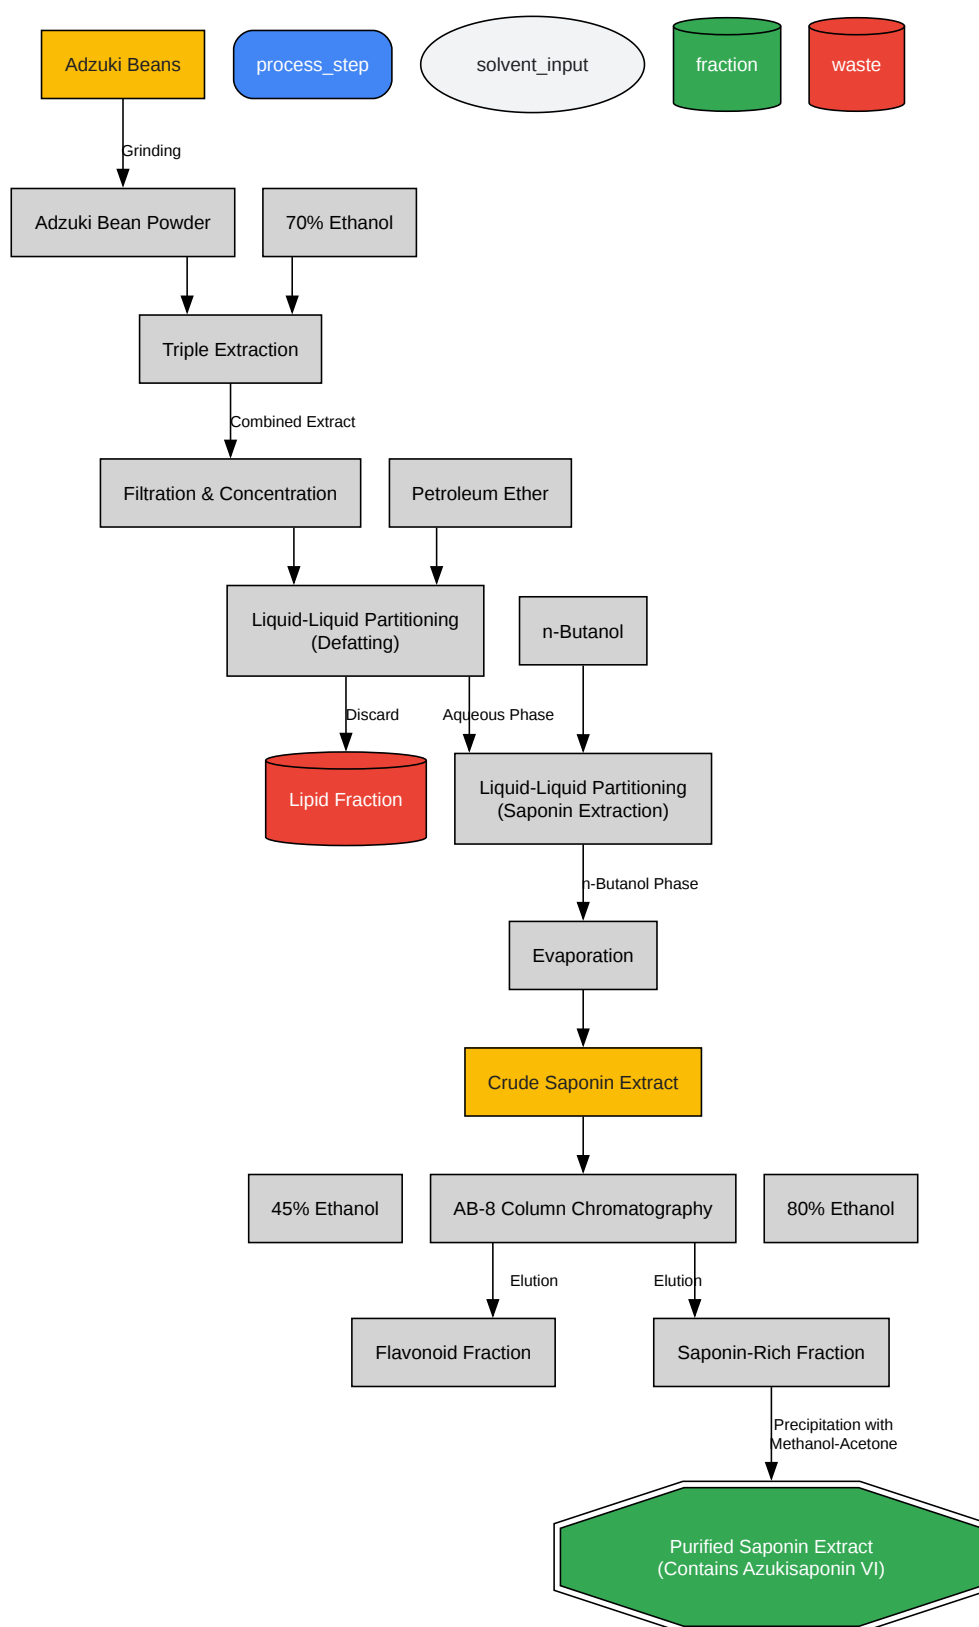 Adzuki Beans
process_step
solvent_input
fraction
waste
Grinding
Adzuki Bean Powder
70% Ethanol
Triple Extraction
Combined Extract
Filtration & Concentration
Petroleum Ether
Liquid-Liquid Partitioning
(Defatting)
n-Butanol
Discard
Aqueous Phase
Lipid Fraction
Liquid-Liquid Partitioning
(Saponin Extraction)
n-Butanol Phase
Evaporation
Crude Saponin Extract
45% Ethanol
AB-8 Column Chromatography
80% Ethanol
Elution
Elution
Flavonoid Fraction
Saponin-Rich Fraction
Precipitation with
Methanol-Acetone
Purified Saponin Extract
(Contains Azukisaponin VI)